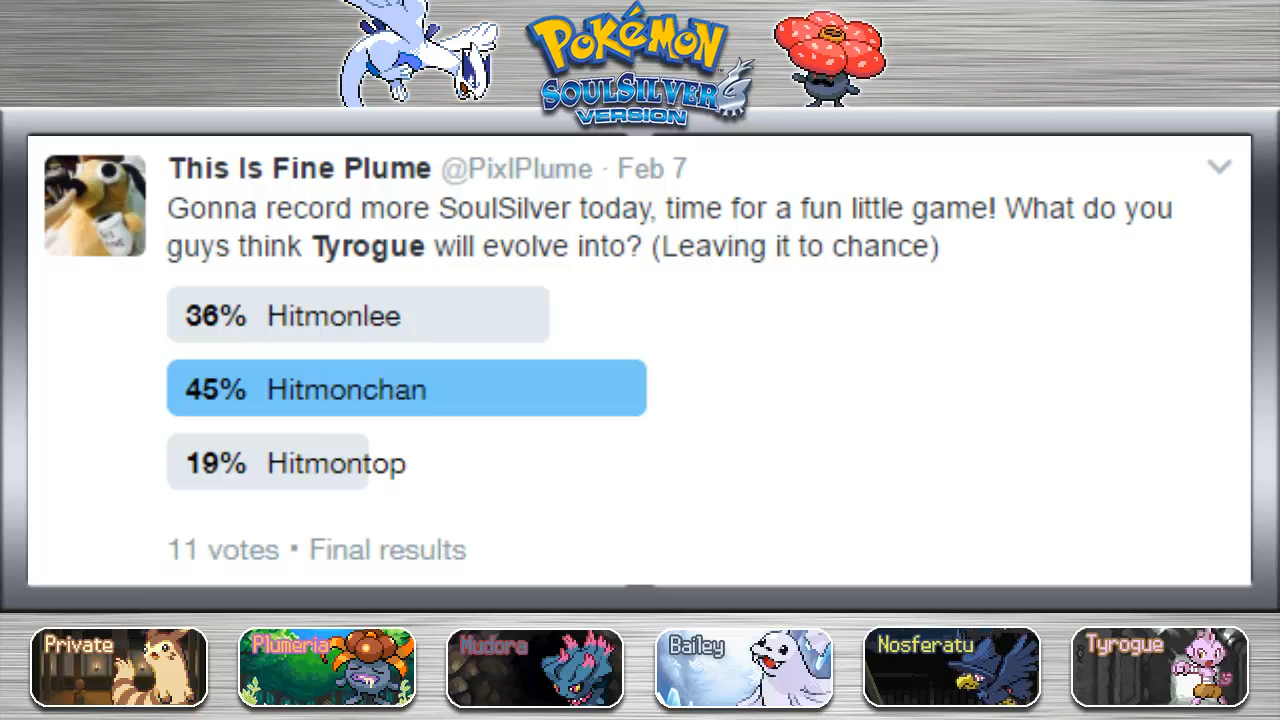 POKéMON
SOULSILVER
VERSION
This Is Fine Plume @PixlPlume · Feb 7
Gonna record more SoulSilver today, time for a fun little game! What do you
guys think Tyrogue will evolve into? (Leaving it to chance)
36% Hitmonlee
45% Hitmonchan
19% Hitmontop
11 votes • Final results
Private Plumeria Mudora Bailey Nosferatu Tyrogue